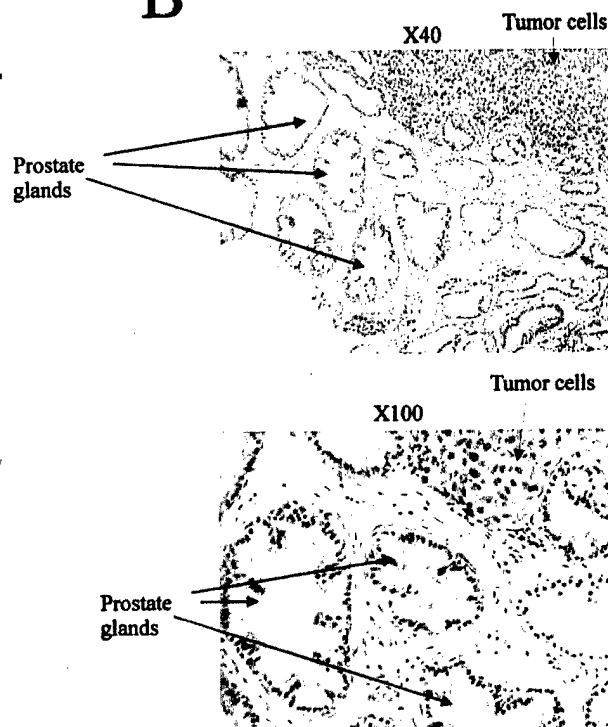 B
Tumor cells
X40
Prostate
glands
Tumor cells
X100
Prostate
glands